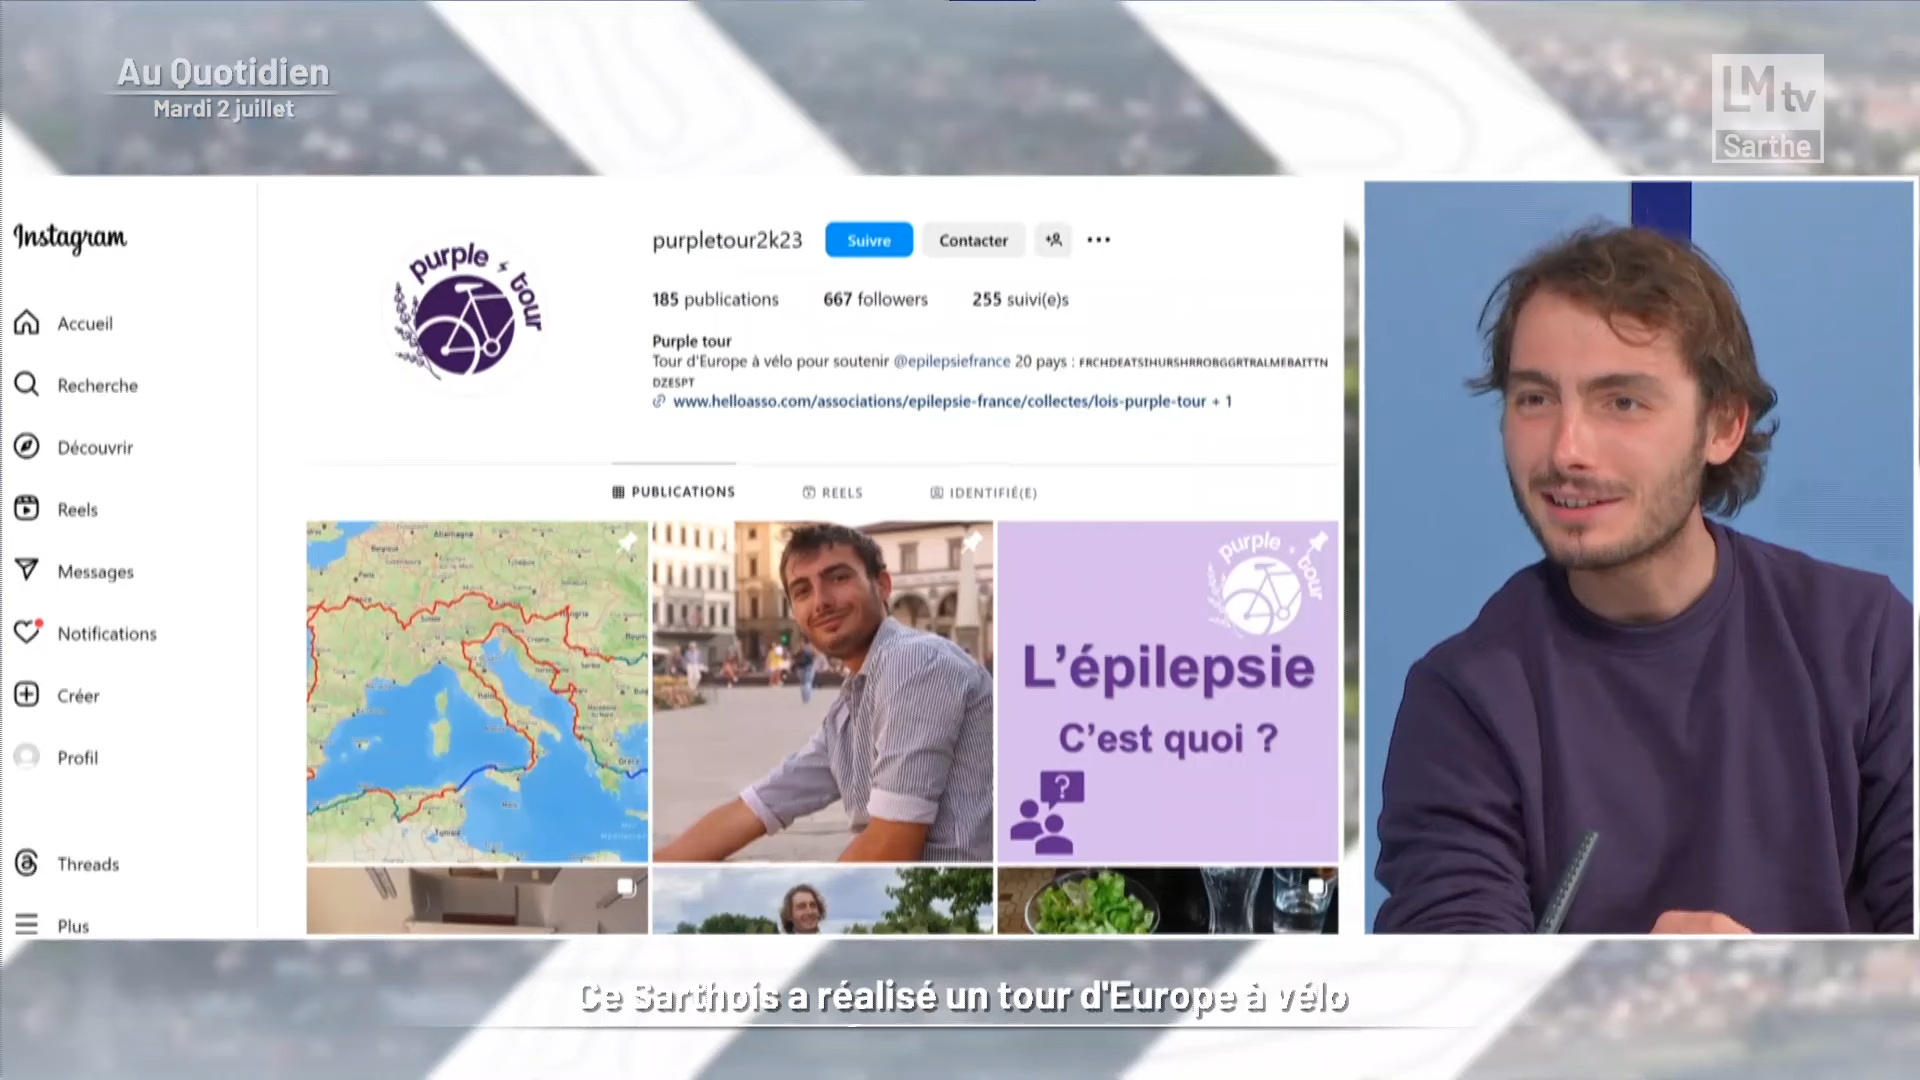 Au Quotidien
Mardi 2 juillet
LM tv
Sarthe
Instagram
Accueil
Recherche
Découvrir
Reels
Messages
Notifications
Créer
Profil
Threads
Plus
purple tour
purpletour2k23
Suivre
Contacter
185 publications
667 followers
255 suivi(e)s
Purple tour
Tour d'Europe à vélo pour soutenir @epilepsiefrance 20 pays : FRCHDEATSIHURSHRROBGGRTRALMEBAITTN
DZESPT
www.helloasso.com/associations/epilepsie-france/collectes/lois-purple-tour + 1
PUBLICATIONS
REELS
IDENTIFIÉ(E)
Allemagne
Paris
Tunisie
purple tour
L'épilepsie
C'est quoi ?
?
Ce Sarthois a réalisé un tour d'Europe à vélo